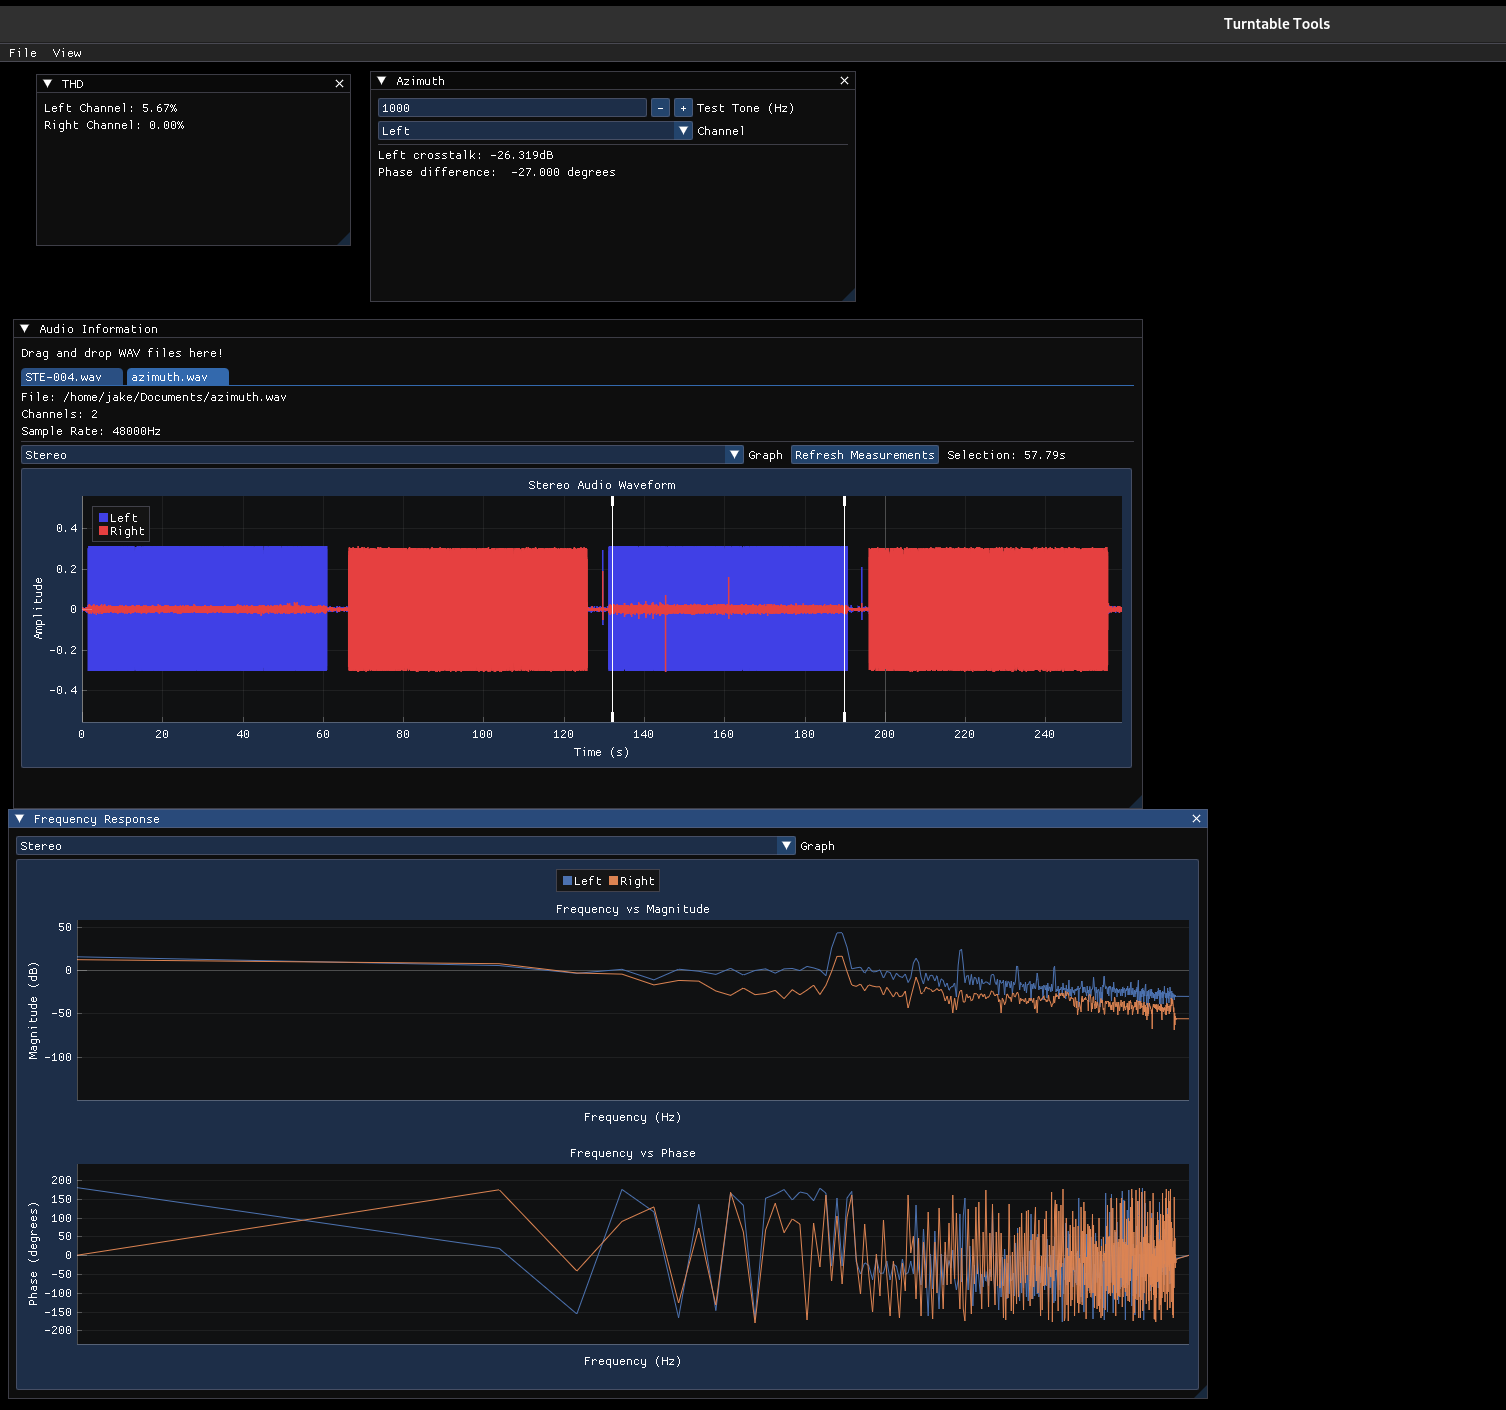 Turntable Tools
File View
THD
Left Channel: 5.67%
Right Channel: 0.00%
Azimuth
1000 - + Test Tone (Hz)
Left Channel
Left crosstalk: -26.319dB
Phase difference: -27.000 degrees
Audio Information
Drag and drop WAV files here!
STE-004.wav azimuth.wav
File: /home/jake/Documents/azimuth.wav
Channels: 2
Sample Rate: 48000Hz
Stereo Graph Refresh Measurements Selection: 57.79s
Stereo Audio Waveform
Left
Right
0.4
0.2
0
-0.2
-0.4
Amplitude
0 20 40 60 80 100 120 140 160 180 200 220 240
Time (s)
Frequency Response
Stereo Graph
Left Right
Frequency vs Magnitude
50
0
-50
-100
Magnitude (dB)
Frequency (Hz)
Frequency vs Phase
200
150
100
50
0
-50
-100
-150
-200
Phase (degrees)
Frequency (Hz)